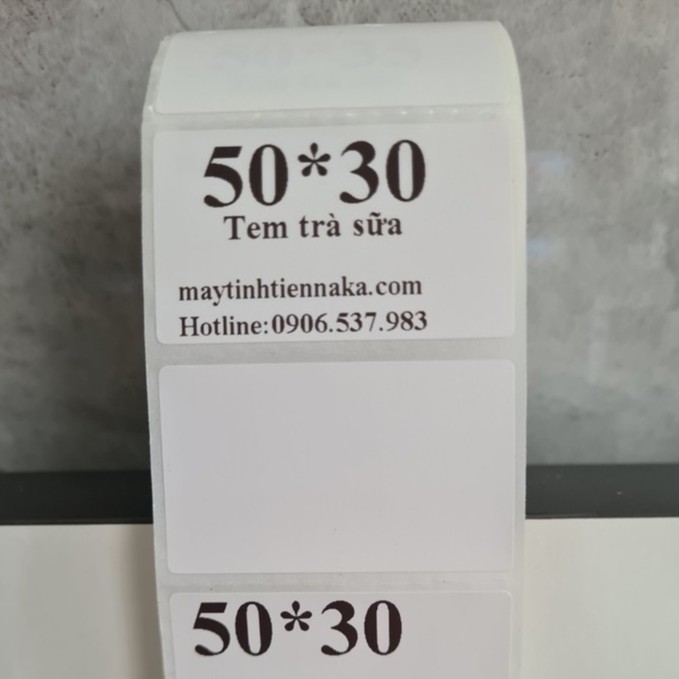 50*30
Tem trà sữa
maytinhtiennaka.com
Hotline:0906.537.983
50*30